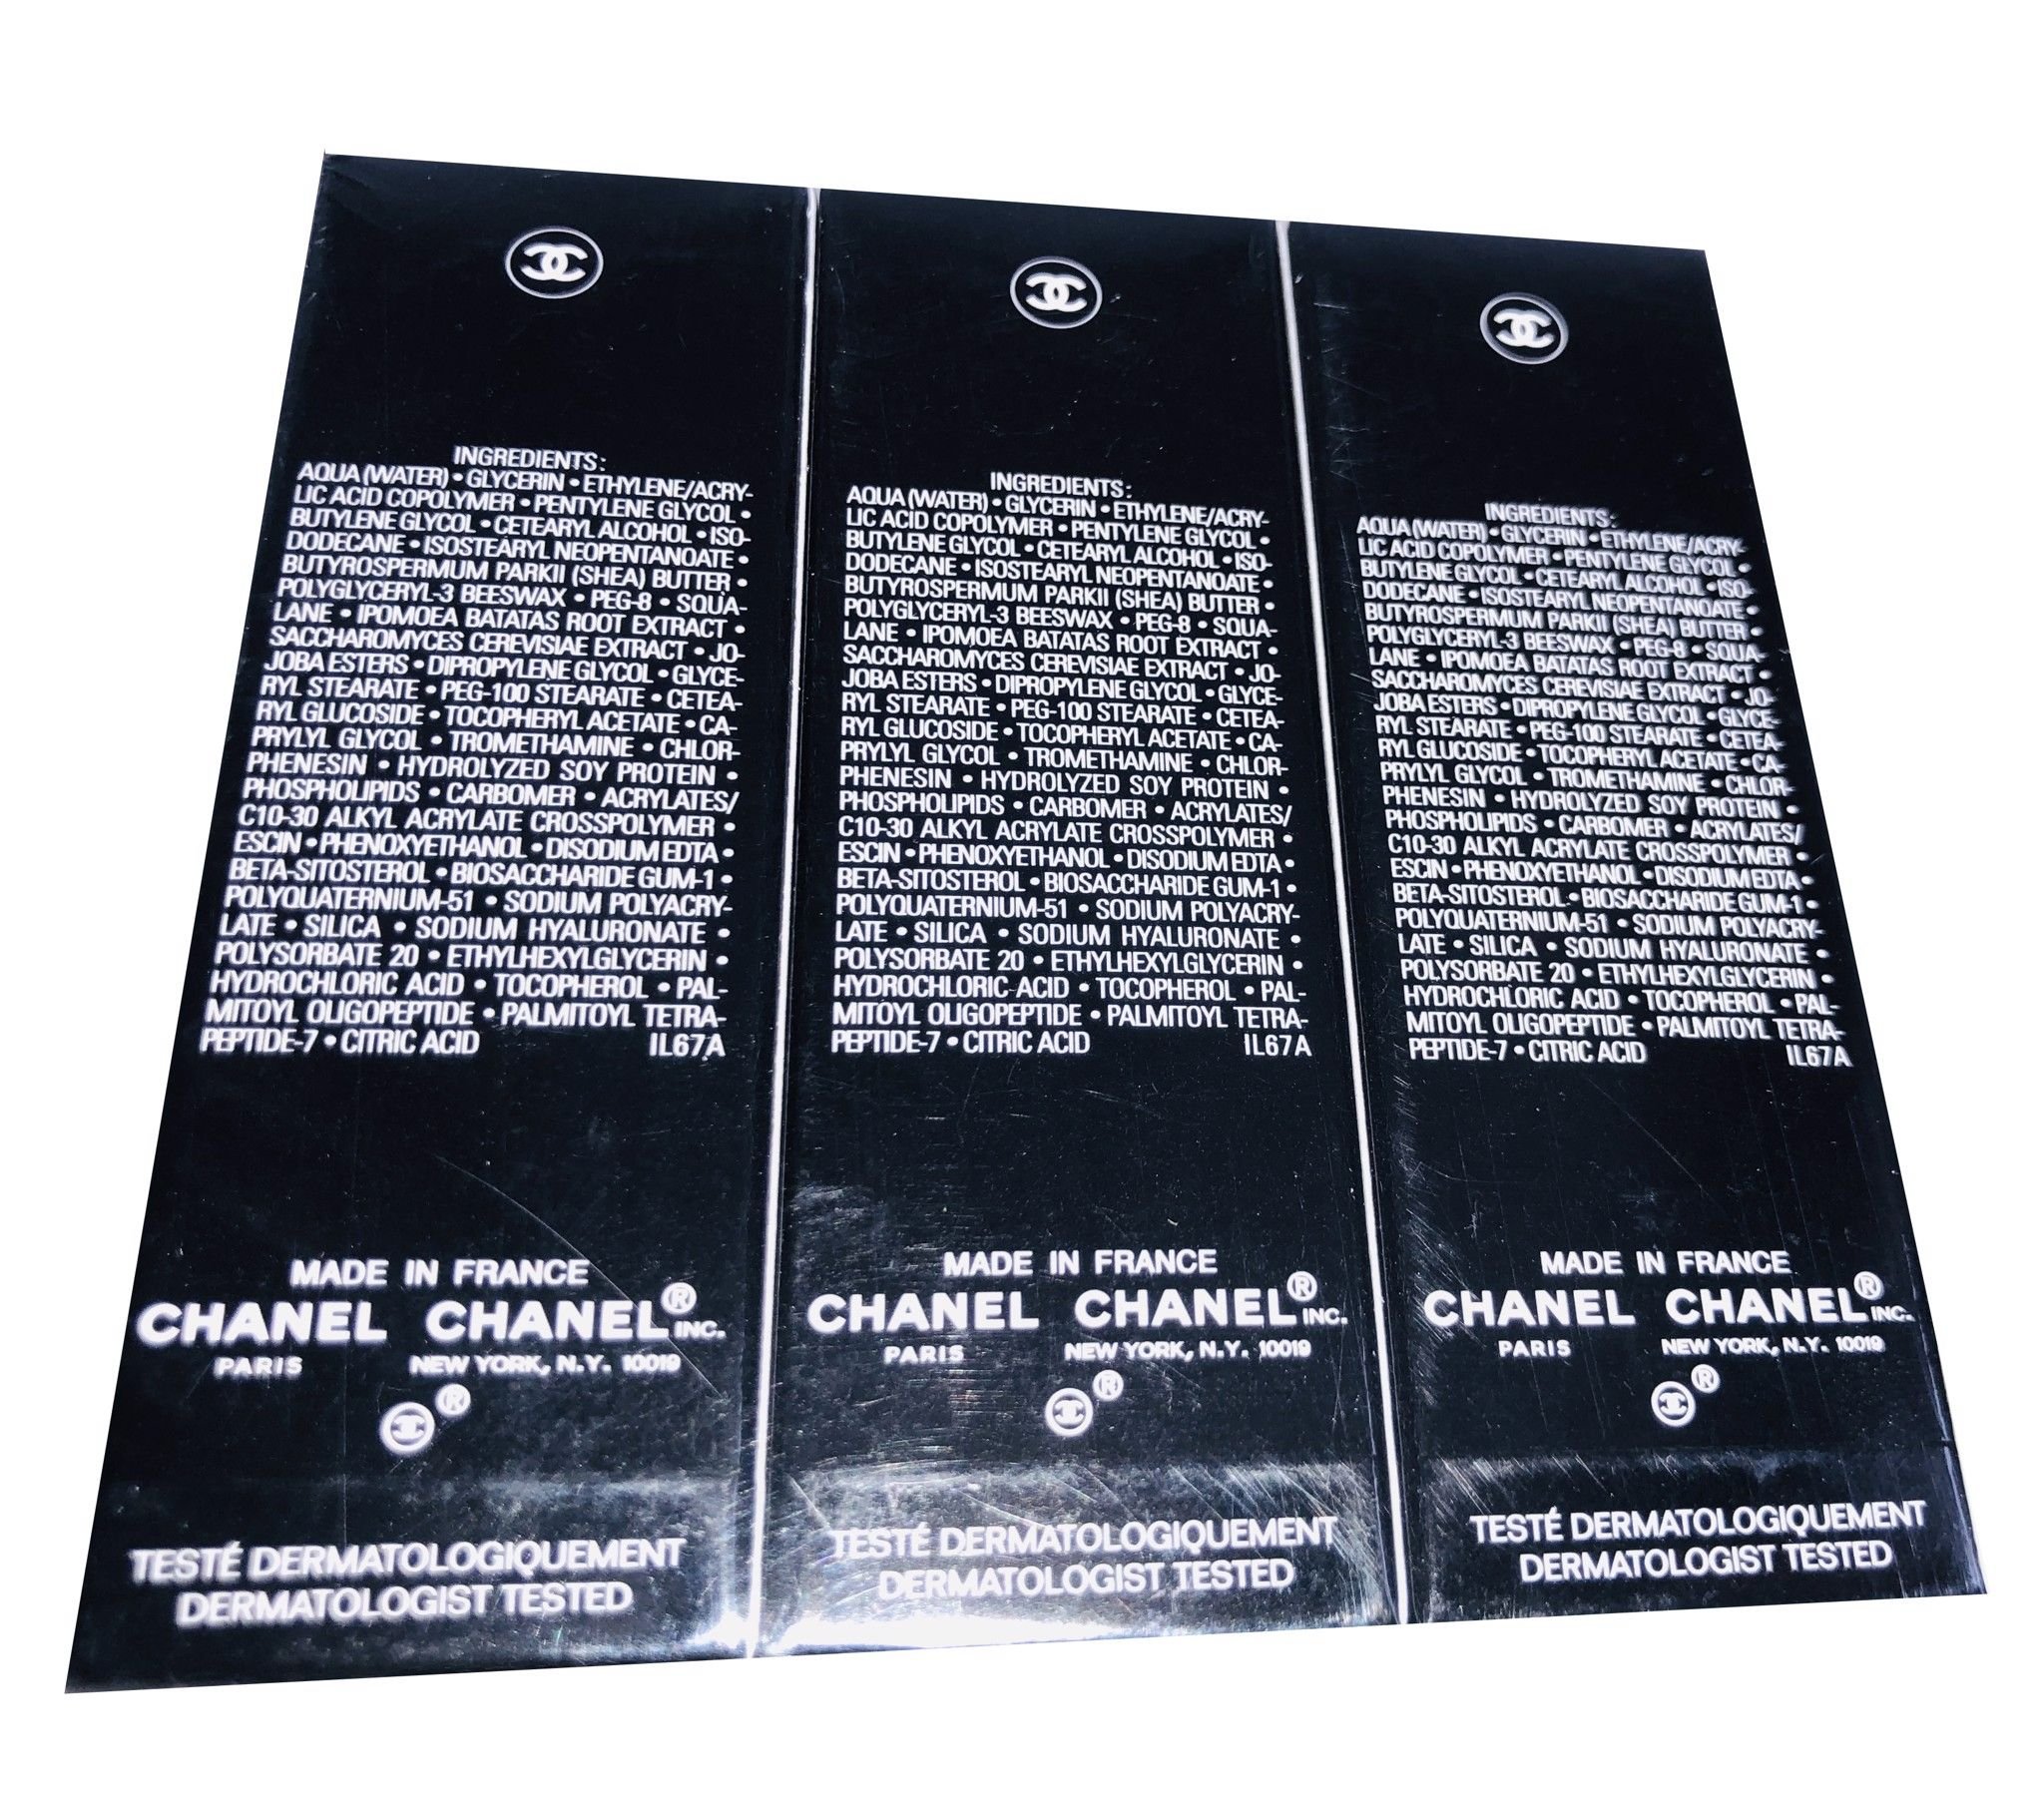 INGREDIENTS:
AQUA (WATER) • GLYCERIN • ETHYLENE/ACRY-
LIC ACID COPOLYMER • PENTYLENE GLYCOL •
BUTYLENE GLYCOL • CETEARYL ALCOHOL • ISO-
DODECANE • ISOSTEARYL NEOPENTANOATE •
BUTYROSPERMUM PARKII (SHEA) BUTTER •
POLYGLYCERYL-3 BEESWAX • PEG-8 • SQUA-
LANE • IPOMOEA BATATAS ROOT EXTRACT •
SACCHAROMYCES CEREVISIAE EXTRACT • JO-
JOBA ESTERS • DIPROPYLENE GLYCOL • GLYCE-
RYL STEARATE • PEG-100 STEARATE • CETEA-
RYL GLUCOSIDE • TOCOPHERYL ACETATE • CA-
PRYLYL GLYCOL • TROMETHAMINE • CHLOR-
PHENESIN • HYDROLYZED SOY PROTEIN •
PHOSPHOLIPIDS • CARBOMER • ACRYLATES/
C10-30 ALKYL ACRYLATE CROSSPOLYMER •
ESCIN • PHENOXYETHANOL • DISODIUM EDTA •
BETA-SITOSTEROL • BIOSACCHARIDE GUM-1 •
POLYQUATERNIUM-51 • SODIUM POLYACRY-
LATE • SILICA • SODIUM HYALURONATE •
POLYSORBATE 20 • ETHYLHEXYLGLYCERIN •
HYDROCHLORIC ACID • TOCOPHEROL • PAL-
MITOYL OLIGOPEPTIDE • PALMITOYL TETRA-
PEPTIDE-7 • CITRIC ACID IL67A
MADE IN FRANCE
CHANEL CHANEL® INC.
PARIS NEW YORK, N.Y. 10019
®
TESTÉ DERMATOLOGIQUEMENT
DERMATOLOGIST TESTED
INGREDIENTS:
AQUA (WATER) • GLYCERIN • ETHYLENE/ACRY-
LIC ACID COPOLYMER • PENTYLENE GLYCOL •
BUTYLENE GLYCOL • CETEARYL ALCOHOL • ISO-
DODECANE • ISOSTEARYL NEOPENTANOATE •
BUTYROSPERMUM PARKII (SHEA) BUTTER •
POLYGLYCERYL-3 BEESWAX • PEG-8 • SQUA-
LANE • IPOMOEA BATATAS ROOT EXTRACT •
SACCHAROMYCES CEREVISIAE EXTRACT • JO-
JOBA ESTERS • DIPROPYLENE GLYCOL • GLYCE-
RYL STEARATE • PEG-100 STEARATE • CETEA-
RYL GLUCOSIDE • TOCOPHERYL ACETATE • CA-
PRYLYL GLYCOL • TROMETHAMINE • CHLOR-
PHENESIN • HYDROLYZED SOY PROTEIN •
PHOSPHOLIPIDS • CARBOMER • ACRYLATES/
C10-30 ALKYL ACRYLATE CROSSPOLYMER •
ESCIN • PHENOXYETHANOL • DISODIUM EDTA •
BETA-SITOSTEROL • BIOSACCHARIDE GUM-1 •
POLYQUATERNIUM-51 • SODIUM POLYACRY-
LATE • SILICA • SODIUM HYALURONATE •
POLYSORBATE 20 • ETHYLHEXYLGLYCERIN •
HYDROCHLORIC ACID • TOCOPHEROL • PAL-
MITOYL OLIGOPEPTIDE • PALMITOYL TETRA-
PEPTIDE-7 • CITRIC ACID IL67A
MADE IN FRANCE
CHANEL CHANEL® INC.
PARIS NEW YORK, N.Y. 10019
®
TESTÉ DERMATOLOGIQUEMENT
DERMATOLOGIST TESTED
INGREDIENTS:
AQUA (WATER) • GLYCERIN • ETHYLENE/ACRY-
LIC ACID COPOLYMER • PENTYLENE GLYCOL •
BUTYLENE GLYCOL • CETEARYL ALCOHOL • ISO-
DODECANE • ISOSTEARYL NEOPENTANOATE •
BUTYROSPERMUM PARKII (SHEA) BUTTER •
POLYGLYCERYL-3 BEESWAX • PEG-8 • SQUA-
LANE • IPOMOEA BATATAS ROOT EXTRACT •
SACCHAROMYCES CEREVISIAE EXTRACT • JO-
JOBA ESTERS • DIPROPYLENE GLYCOL • GLYCE-
RYL STEARATE • PEG-100 STEARATE • CETEA-
RYL GLUCOSIDE • TOCOPHERYL ACETATE • CA-
PRYLYL GLYCOL • TROMETHAMINE • CHLOR-
PHENESIN • HYDROLYZED SOY PROTEIN •
PHOSPHOLIPIDS • CARBOMER • ACRYLATES/
C10-30 ALKYL ACRYLATE CROSSPOLYMER •
ESCIN • PHENOXYETHANOL • DISODIUM EDTA •
BETA-SITOSTEROL • BIOSACCHARIDE GUM-1 •
POLYQUATERNIUM-51 • SODIUM POLYACRY-
LATE • SILICA • SODIUM HYALURONATE •
POLYSORBATE 20 • ETHYLHEXYLGLYCERIN •
HYDROCHLORIC ACID • TOCOPHEROL • PAL-
MITOYL OLIGOPEPTIDE • PALMITOYL TETRA-
PEPTIDE-7 • CITRIC ACID IL67A
MADE IN FRANCE
CHANEL CHANEL® INC.
PARIS NEW YORK, N.Y. 10019
®
TESTÉ DERMATOLOGIQUEMENT
DERMATOLOGIST TESTED